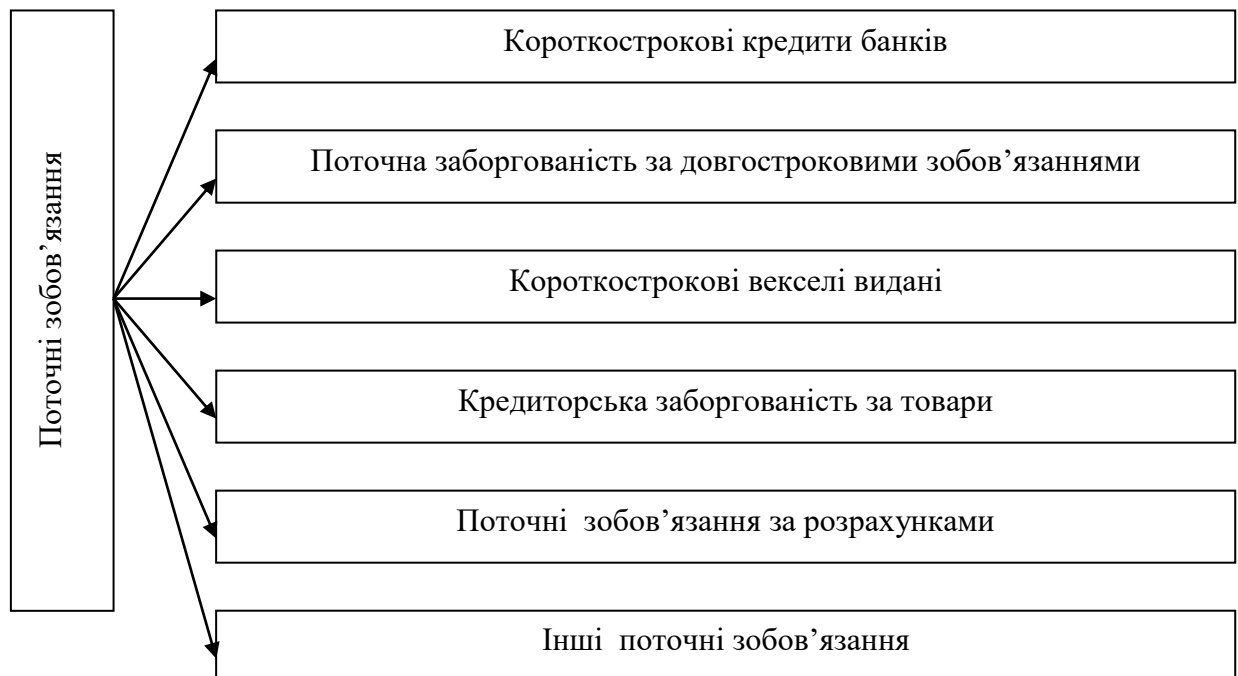 Поточні зобов’язання
Короткострокові кредити банків
Поточна заборгованість за довгостроковими зобов’язаннями
Короткострокові векселі видані
Кредиторська заборгованість за товари
Поточні  зобов’язання за розрахунками
Інші  поточні зобов’язання